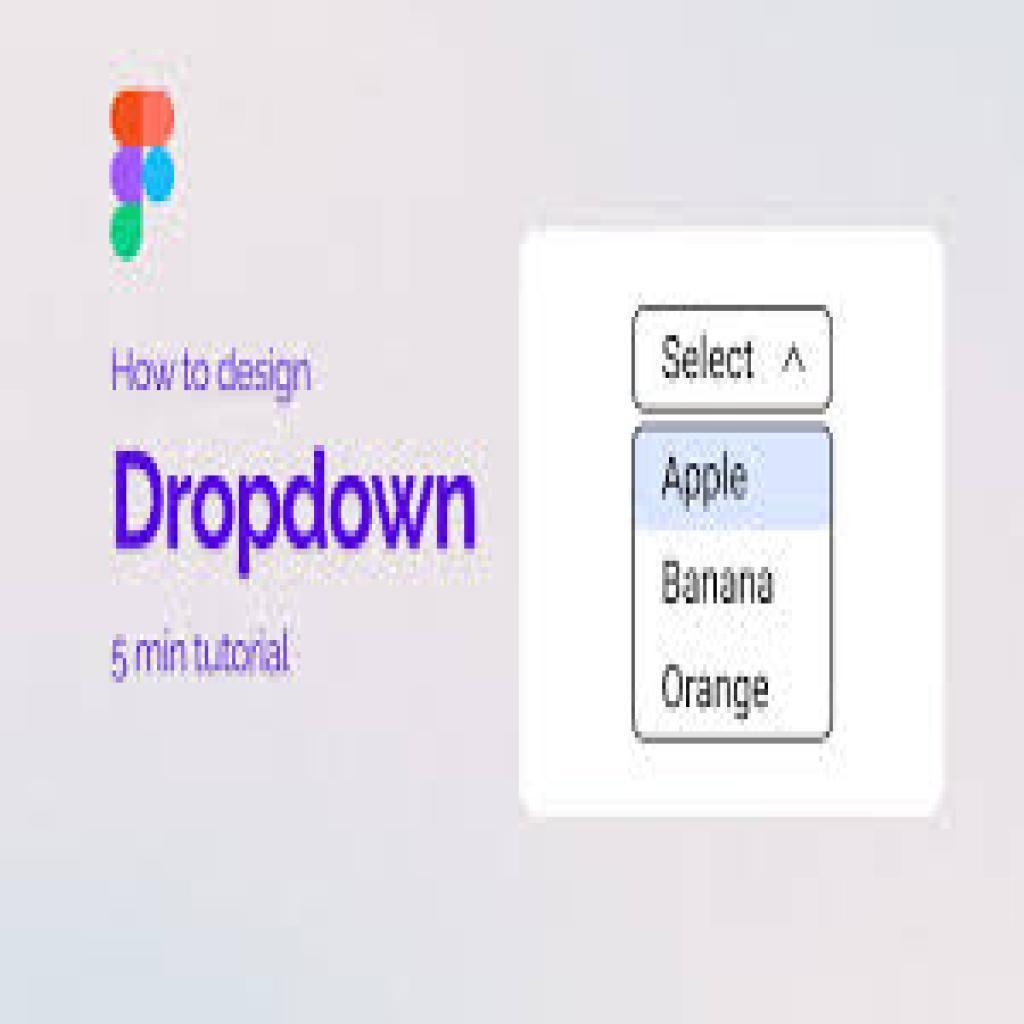 How to design
Dropdown
5 min tutorial
Select ^
Apple
Banana
Orange